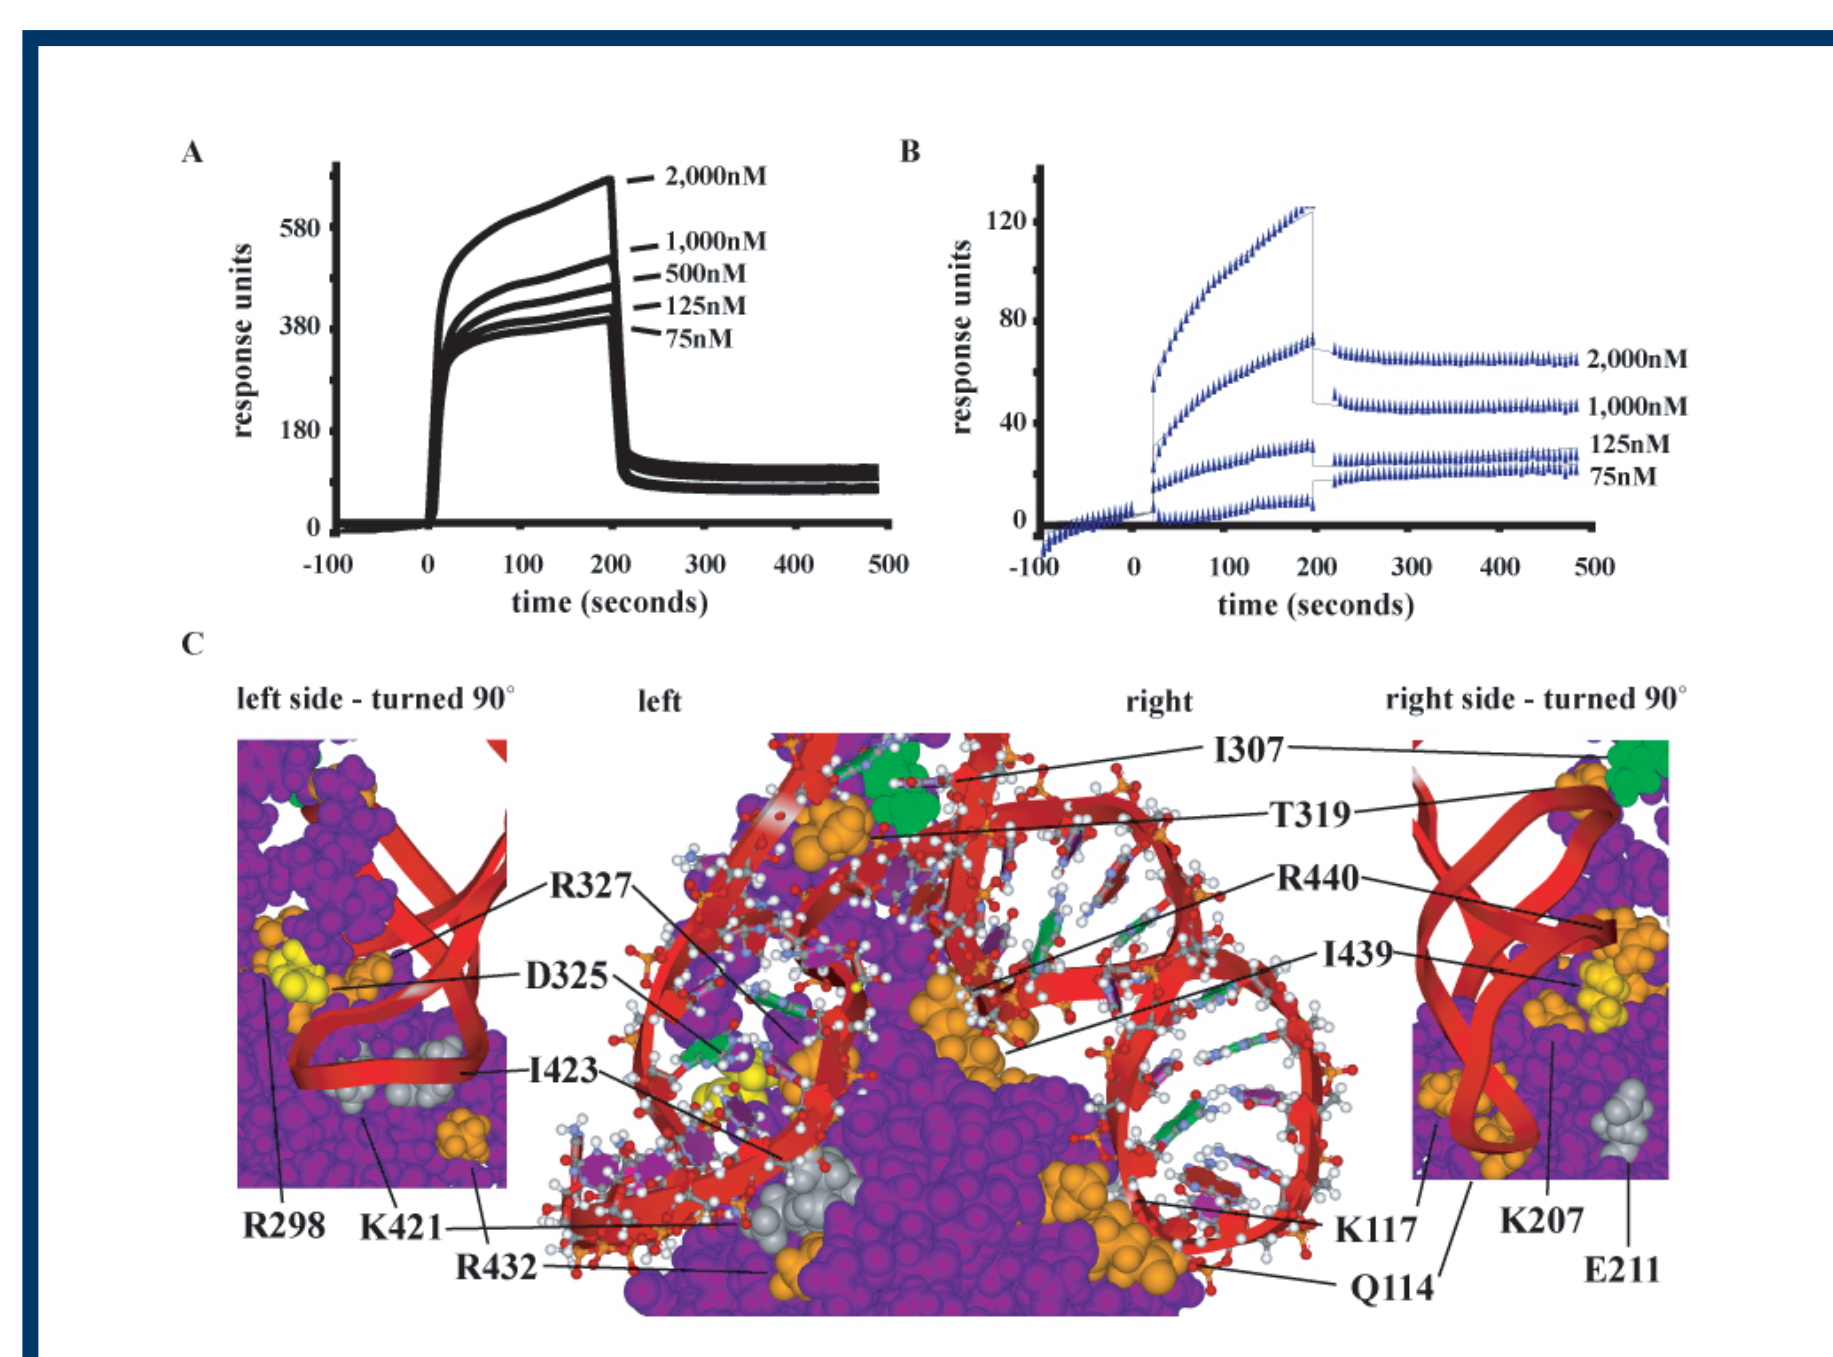 A
B
response units
580
380
180
0
2,000nM
1,000nM
500nM
125nM
75nM
-100 0 100 200 300 400 500
time (seconds)
response units
120
80
40
0
2,000nM
1,000nM
125nM
75nM
-100 0 100 200 300 400 500
time (seconds)
C
left side - turned 90°
left
right
right side - turned 90°
I307
T319
R327
R440
D325
I439
I423
R298
K421
R432
K117
K207
Q114
E211